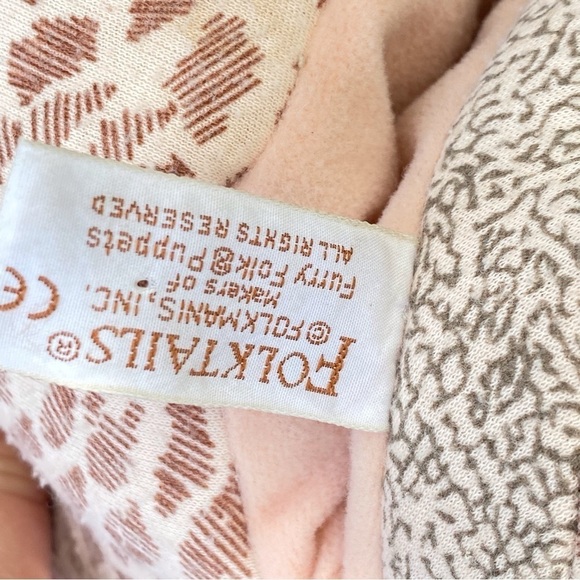 FOLKTAILS®
©FOLKMANIS, INC.
Makers of
Furry Folk® Puppets
ALL RIGHTS RESERVED
CE